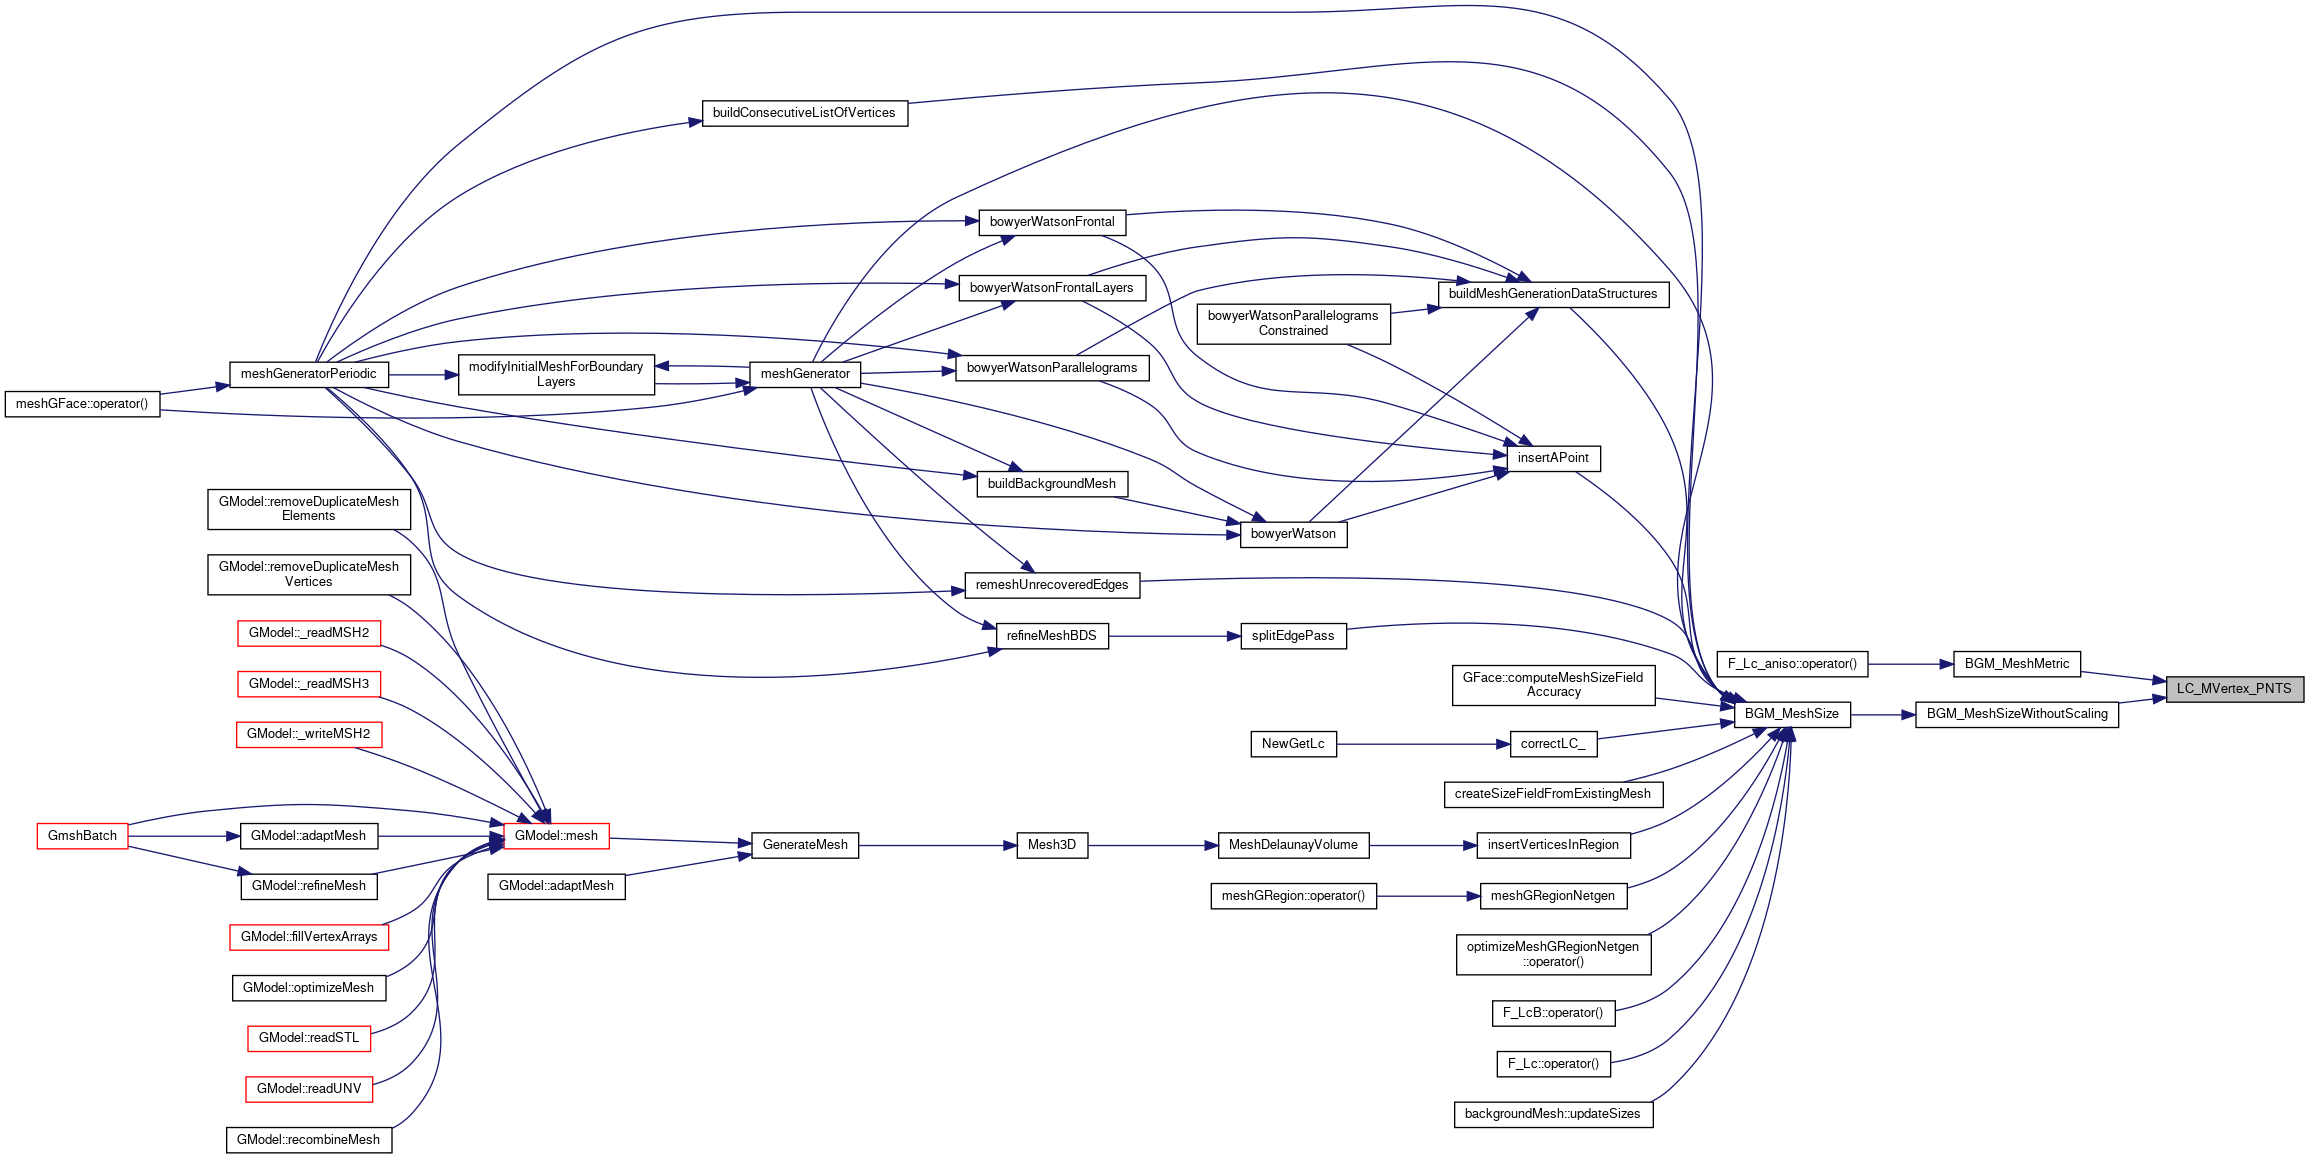 buildConsecutiveListOfVertices
bowyerWatsonFrontal
bowyerWatsonFrontalLayers
buildMeshGenerationDataStructures
bowyerWatsonParallelograms
Constrained
meshGeneratorPeriodic
modifyInitialMeshForBoundary
Layers
meshGenerator
bowyerWatsonParallelograms
meshGFace::operator()
insertAPoint
buildBackgroundMesh
GModel::removeDuplicateMesh
Elements
bowyerWatson
GModel::removeDuplicateMesh
Vertices
remeshUnrecoveredEdges
GModel::_readMSH2
refineMeshBDS
splitEdgePass
F_Lc_aniso::operator()
BGM_MeshMetric
GModel::_readMSH3
GFace::computeMeshSizeField
Accuracy
LC_MVertex_PNTS
BGM_MeshSize
BGM_MeshSizeWithoutScaling
GModel::_writeMSH2
NewGetLc
correctLC_
createSizeFieldFromExistingMesh
GmshBatch
GModel::adaptMesh
GModel::mesh
GenerateMesh
Mesh3D
MeshDelaunayVolume
insertVerticesInRegion
GModel::refineMesh
GModel::adaptMesh
meshGRegion::operator()
meshGRegionNetgen
GModel::fillVertexArrays
optimizeMeshGRegionNetgen
::operator()
GModel::optimizeMesh
F_LcB::operator()
GModel::readSTL
F_Lc::operator()
GModel::readUNV
backgroundMesh::updateSizes
GModel::recombineMesh